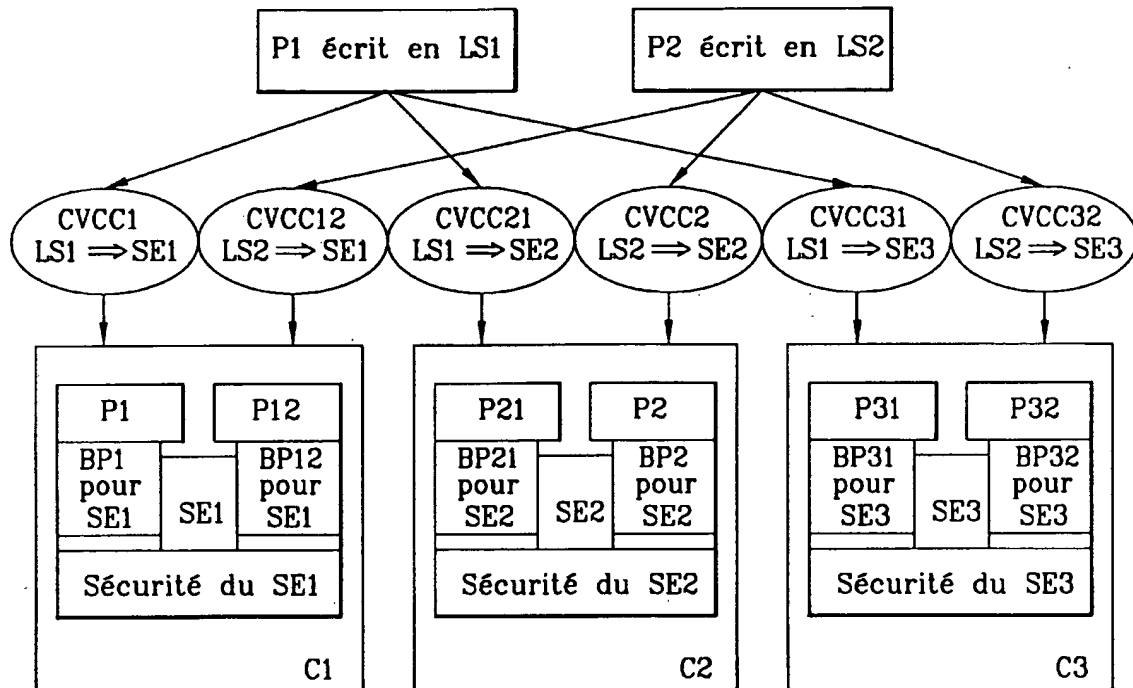 P1 écrit en LS1
P2 écrit en LS2
CVCC1
LS1 ⇒ SE1
CVCC12
LS2 ⇒ SE1
CVCC21
LS1 ⇒ SE2
CVCC2
LS2 ⇒ SE2
CVCC31
LS1 ⇒ SE3
CVCC32
LS2 ⇒ SE3
P1
P12
BP1
pour
SE1
SE1
BP12
pour
SE1
Sécurité du SE1
C1
P21
P2
BP21
pour
SE2
SE2
BP2
pour
SE2
Sécurité du SE2
C2
P31
P32
BP31
pour
SE3
SE3
BP32
pour
SE3
Sécurité du SE3
C3